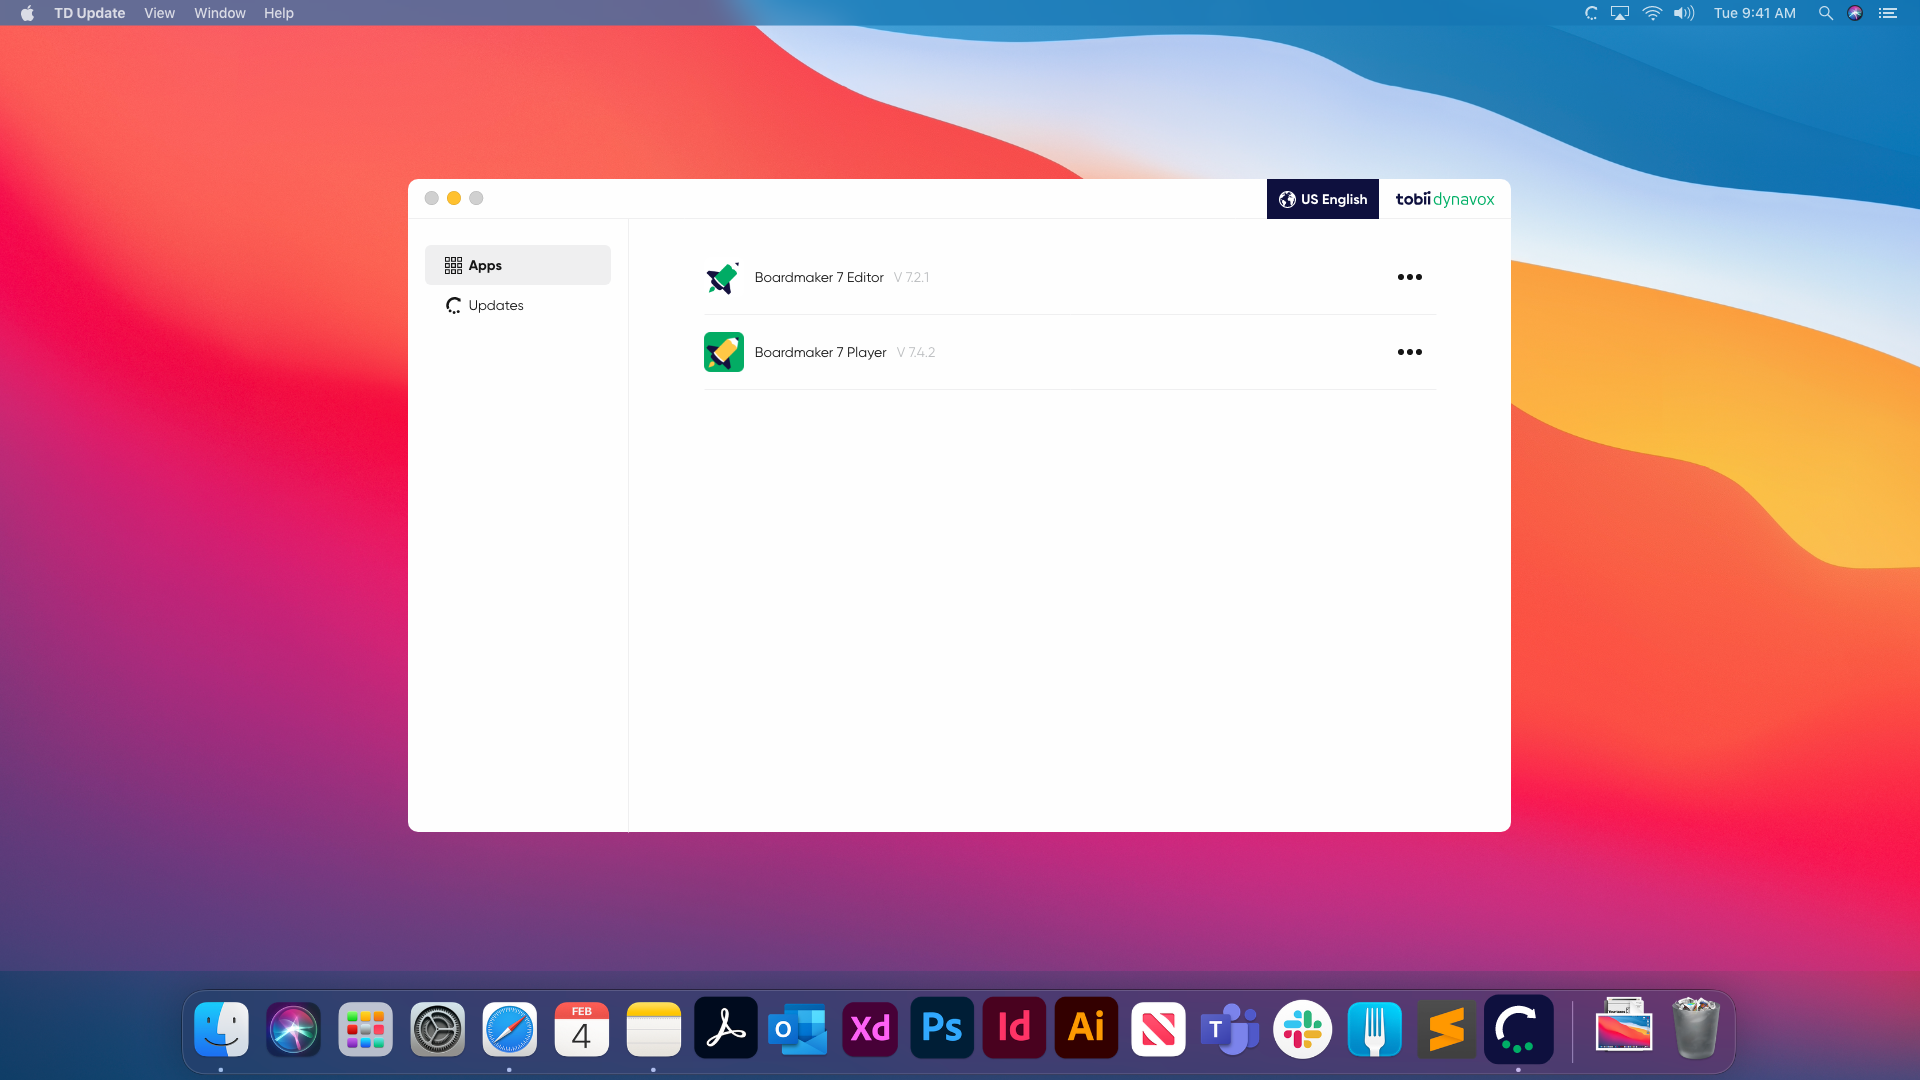 TD Update View Window Help
Tue 9:41 AM
US English
tobii dynavox
Apps
Updates
Boardmaker 7 Editor V 7.2.1
Boardmaker 7 Player V 7.4.2
FEB
4
O
Xd
Ps
Id
Ai
T